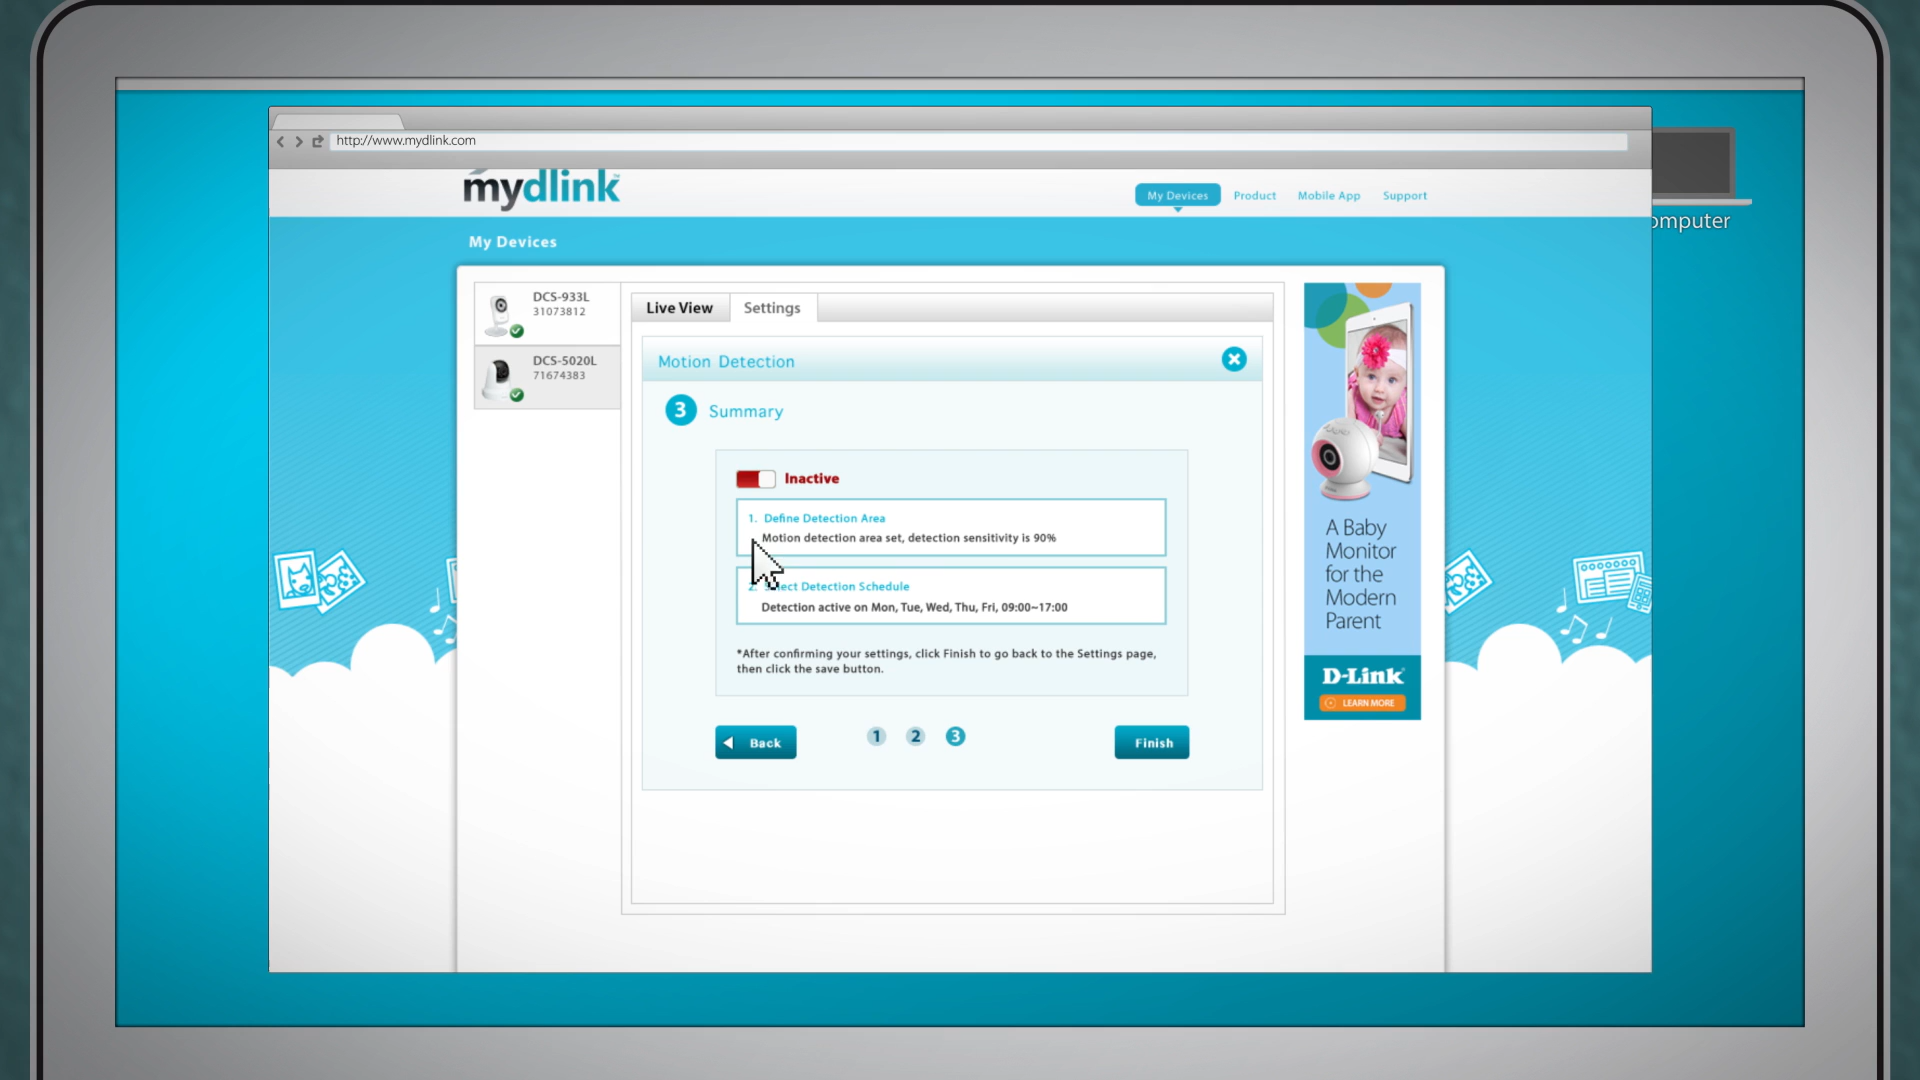 http://www.mydlink.com
mydlink
My Devices
Product
Mobile App
Support
omputer
My Devices
DCS-933L
31073812
DCS-5020L
71674383
Live View
Settings
Motion Detection
3 Summary
Inactive
1. Define Detection Area
Motion detection area set, detection sensitivity is 90%
2. lect Detection Schedule
Detection active on Mon, Tue, Wed, Thu, Fri, 09:00~17:00
*After confirming your settings, click Finish to go back to the Settings page,
then click the save button.
Back
1 2 3
Finish
A Baby
Monitor
for the
Modern
Parent
D-Link
LEARN MORE